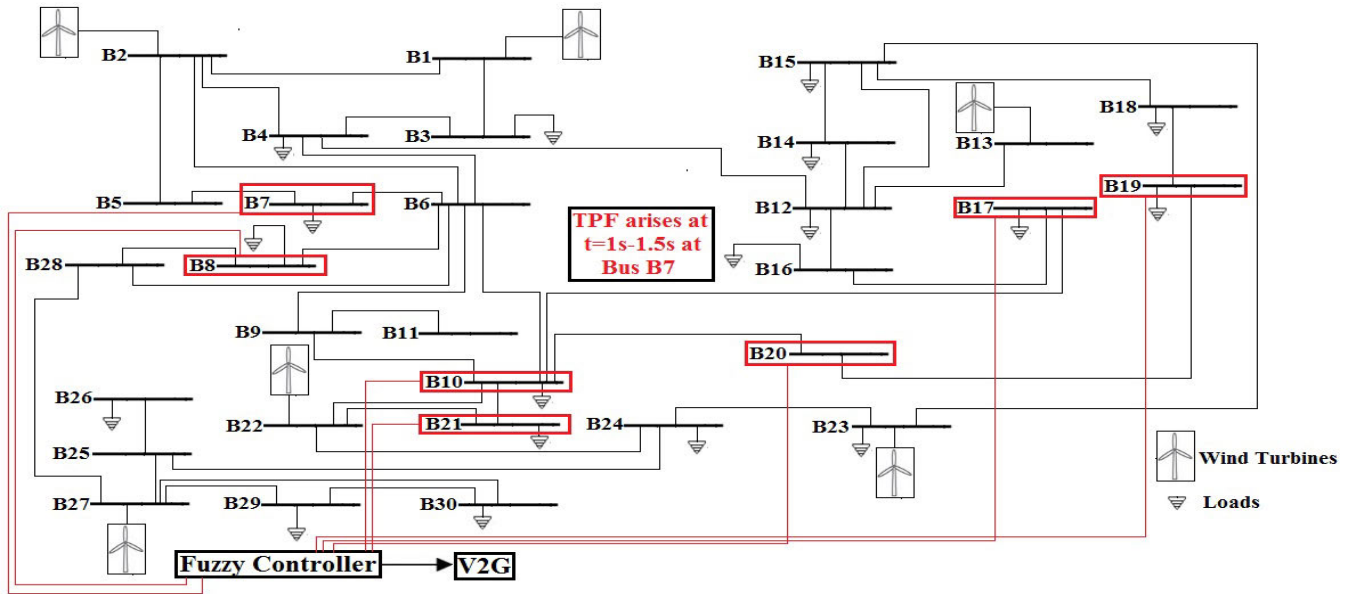 B2
B1
B15
B18
B4
B3
B14
B13
B5
B7
B6
B12
B17
B19
TPF arises at
t=1s-1.5s at
Bus B7
B28
B8
B16
B9
B11
B20
B10
B26
B22
B21
B24
B23
B25
Wind Turbines
B27
B29
B30
Loads
Fuzzy Controller
V2G